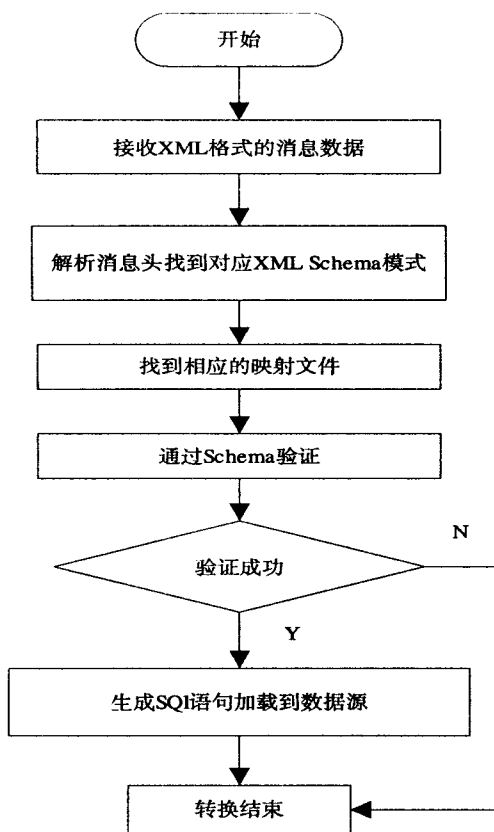 开始
接收XML格式的消息数据
解析消息头找到对应XML Schema模式
找到相应的映射文件
通过Schema验证
验证成功
N
Y
生成SQl语句加载到数据源
转换结束